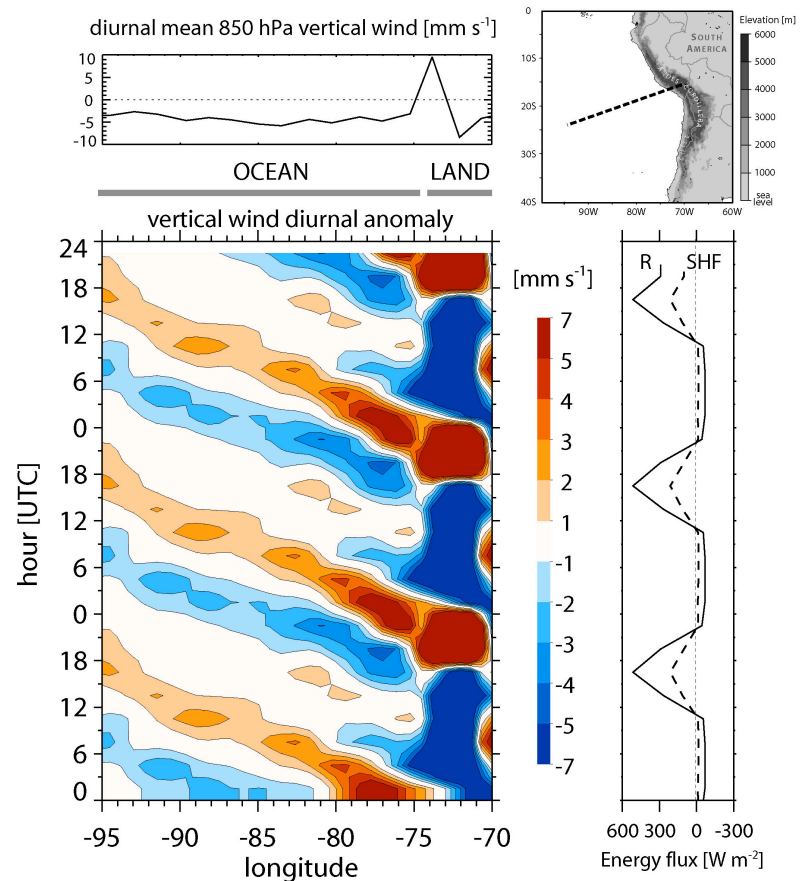 diurnal mean 850 hPa vertical wind [mm s-1]
10
5
0
-5
-10
OCEAN
LAND
0
10S
20S
30S
40S
90W
80W
70W
60W
SOUTH
AMERICA
ANDES CORDILLERA
Elevation [m]
6000
5000
4000
3000
2000
1000
sea
level
vertical wind diurnal anomaly
hour [UTC]
24
18
12
6
0
18
12
6
0
18
12
6
0
-95
-90
-85
-80
-75
-70
longitude
[mm s-1]
7
5
4
3
2
1
-1
-2
-3
-4
-5
-7
R
SHF
600
300
0
-300
Energy flux [W m-2]